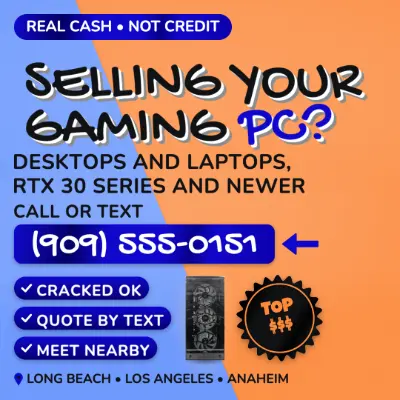 REAL CASH • NOT CREDIT
SELLING YOUR
GAMING PC?
DESKTOPS AND LAPTOPS,
RTX 30 SERIES AND NEWER
CALL OR TEXT
(909) 555-0151
CRACKED OK
QUOTE BY TEXT
MEET NEARBY
TOP
$$$
LONG BEACH • LOS ANGELES • ANAHEIM